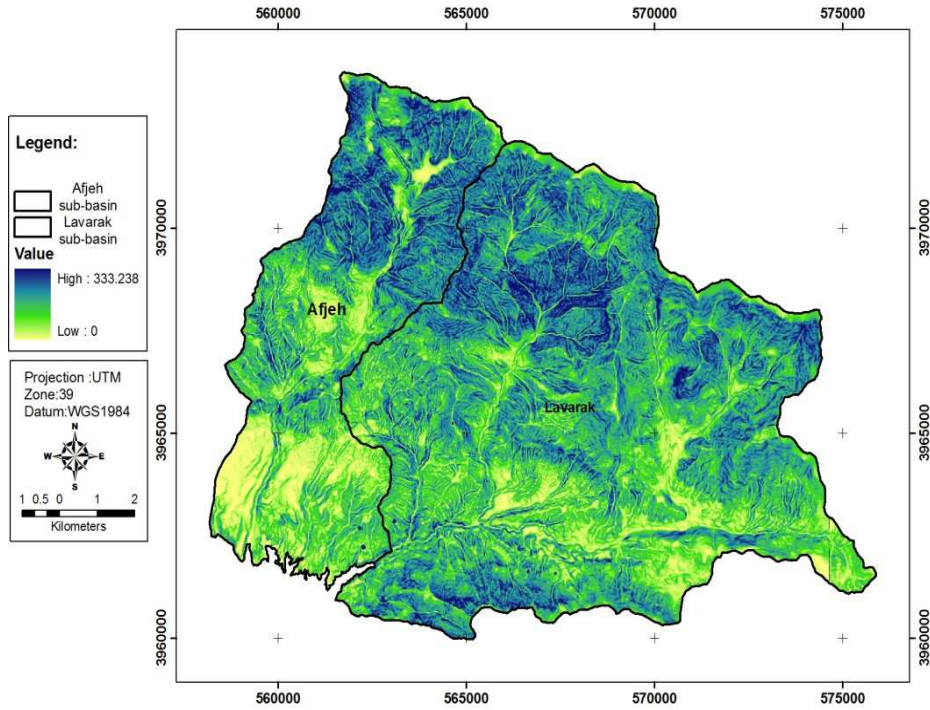 560000 565000 570000 575000
Legend:
Afjeh
sub-basin
Lavarak
sub-basin
Value
High : 333.238
Low : 0
Projection :UTM
Zone:39
Datum:WGS1984
N
W E
S
1 0.5 0 1 2
Kilometers
3970000
3965000
3960000
Afjeh
Lavarak
3970000
3965000
3960000
560000 565000 570000 575000